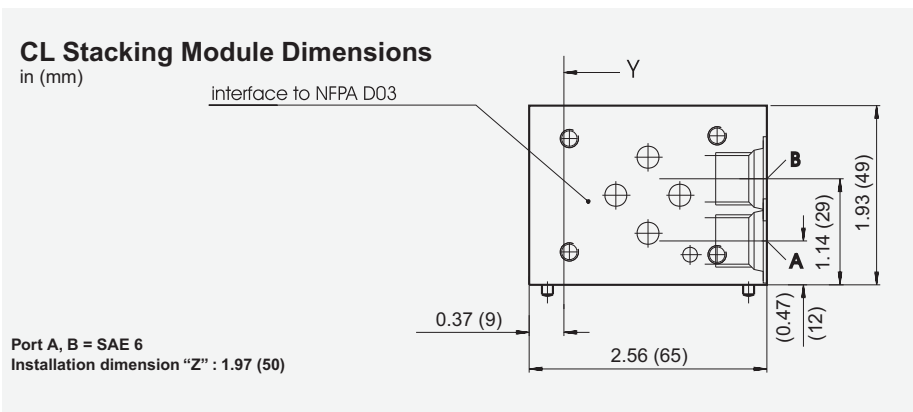 CL Stacking Module Dimensions
in (mm)
interface to NFPA D03
Y
B
A
1.14 (29)
1.93 (49)
(0.47)
(12)
0.37 (9)
2.56 (65)
Port A, B = SAE 6
Installation dimension “Z” : 1.97 (50)